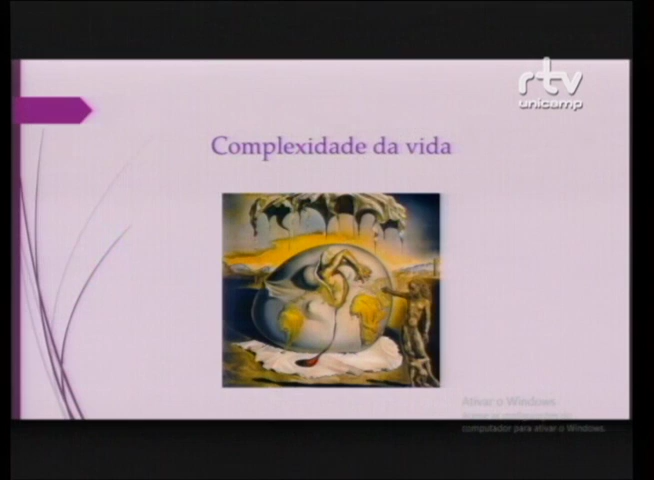 rtv
unicamp
Complexidade da vida
Ativar o Windows
computador para ativar o Windows.